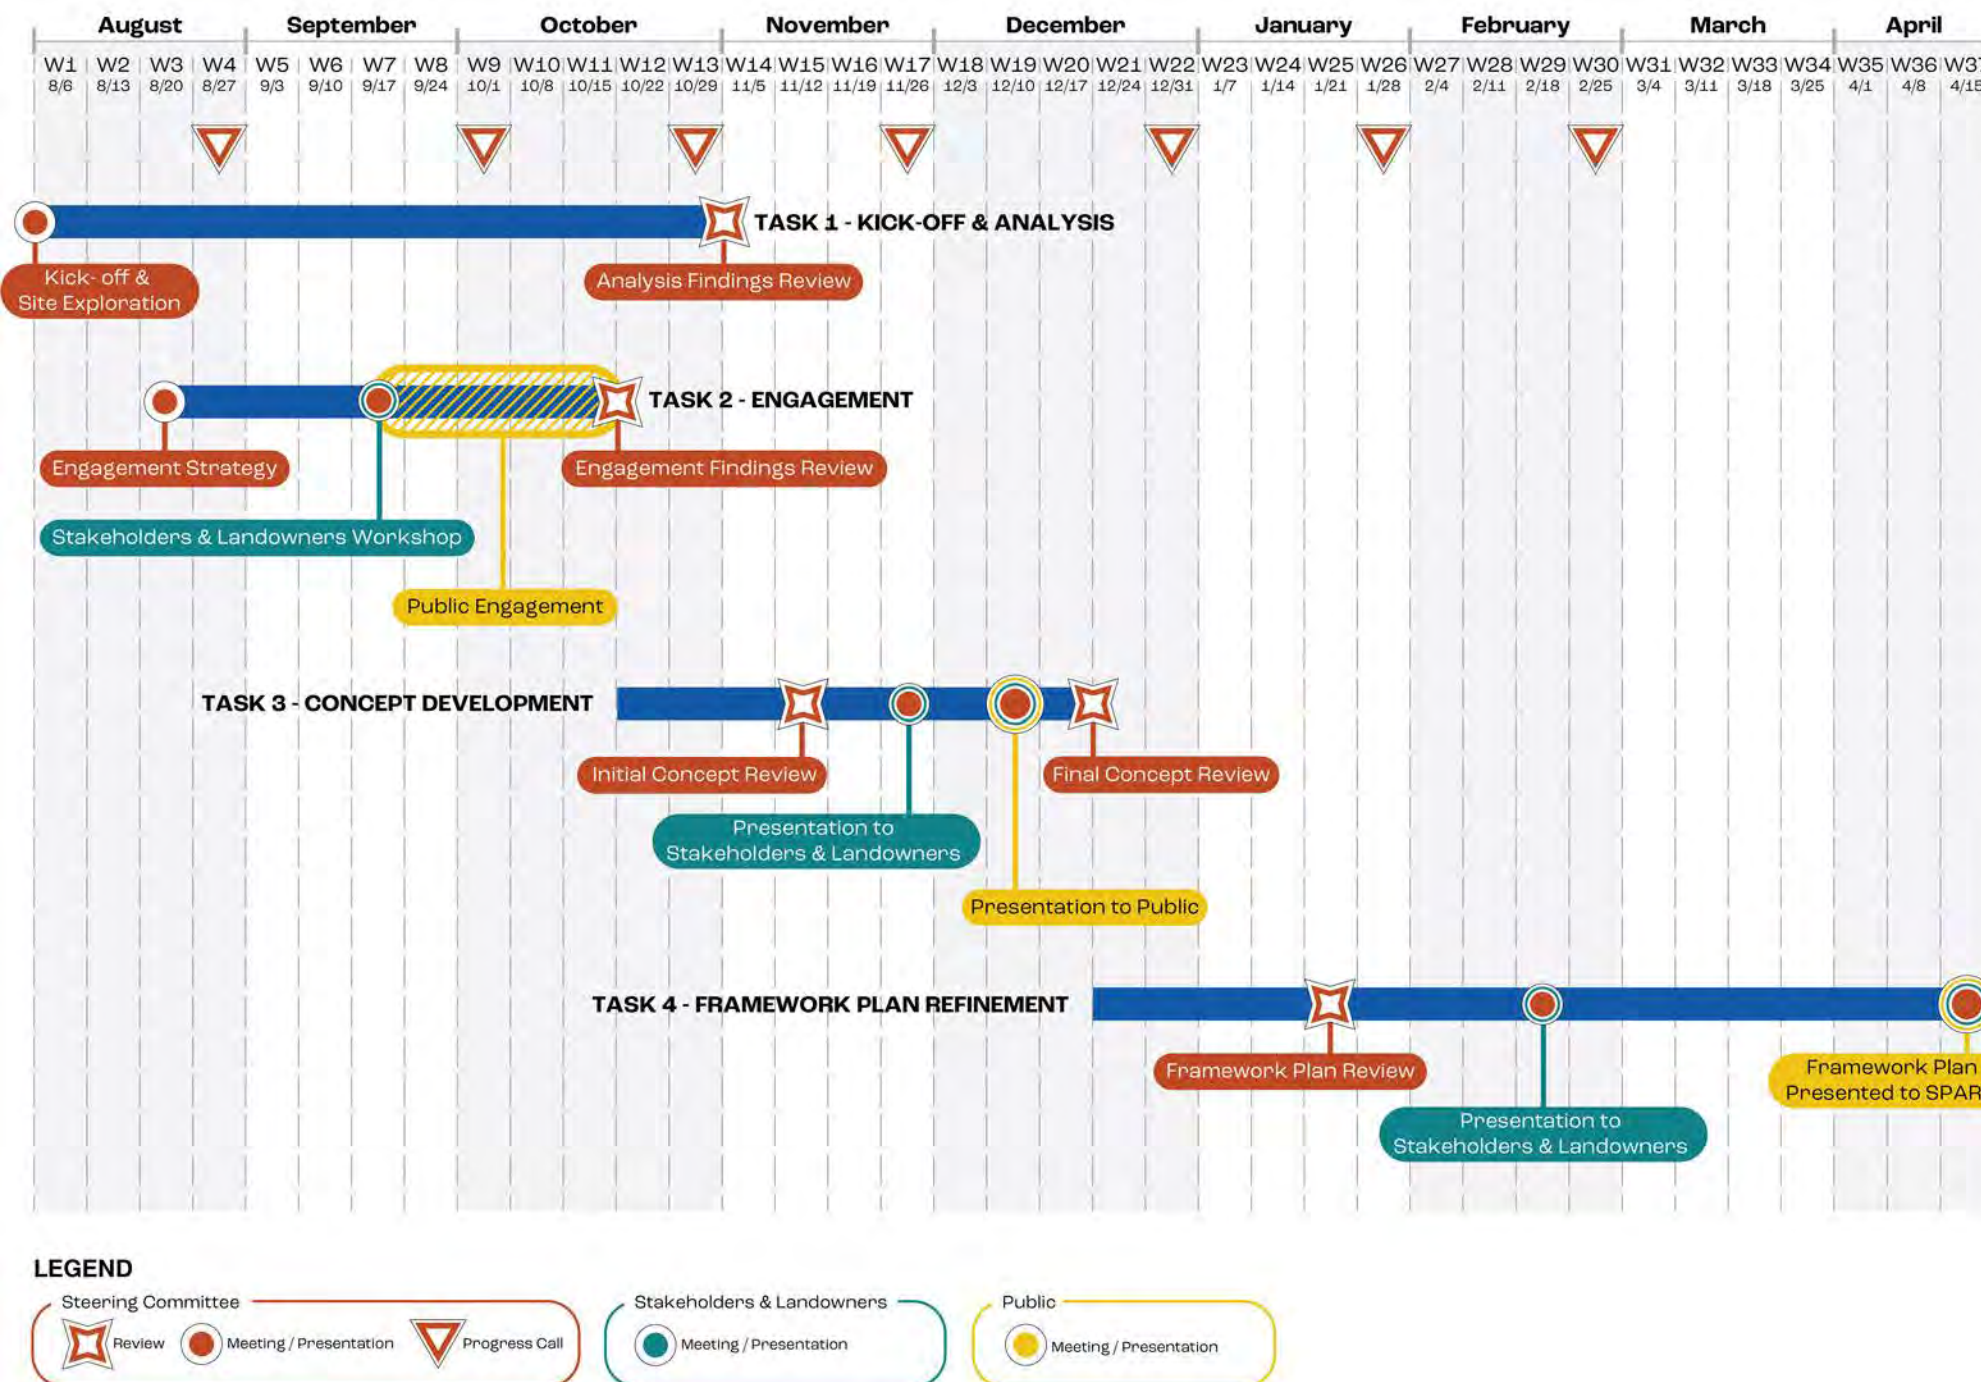 August September October November December January February March April
W1 W2 W3 W4 W5 W6 W7 W8 W9 W10 W11 W12 W13 W14 W15 W16 W17 W18 W19 W20 W21 W22 W23 W24 W25 W26 W27 W28 W29 W30 W31 W32 W33 W34 W35 W36 W37
8/6 8/13 8/20 8/27 9/3 9/10 9/17 9/24 10/1 10/8 10/15 10/22 10/29 11/5 11/12 11/19 11/26 12/3 12/10 12/17 12/24 12/31 1/7 1/14 1/21 1/28 2/4 2/11 2/18 2/25 3/4 3/11 3/18 3/25 4/1 4/8 4/15
TASK 1 - KICK-OFF & ANALYSIS
Kick- off &
Site Exploration
Analysis Findings Review
TASK 2 - ENGAGEMENT
Engagement Strategy
Engagement Findings Review
Stakeholders & Landowners Workshop
Public Engagement
TASK 3 - CONCEPT DEVELOPMENT
Initial Concept Review
Final Concept Review
Presentation to
Stakeholders & Landowners
Presentation to Public
TASK 4 - FRAMEWORK PLAN REFINEMENT
Framework Plan Review
Framework Plan
Presented to SPAR
Presentation to
Stakeholders & Landowners
LEGEND
Steering Committee
Review
Meeting / Presentation
Progress Call
Stakeholders & Landowners
Meeting / Presentation
Public
Meeting / Presentation